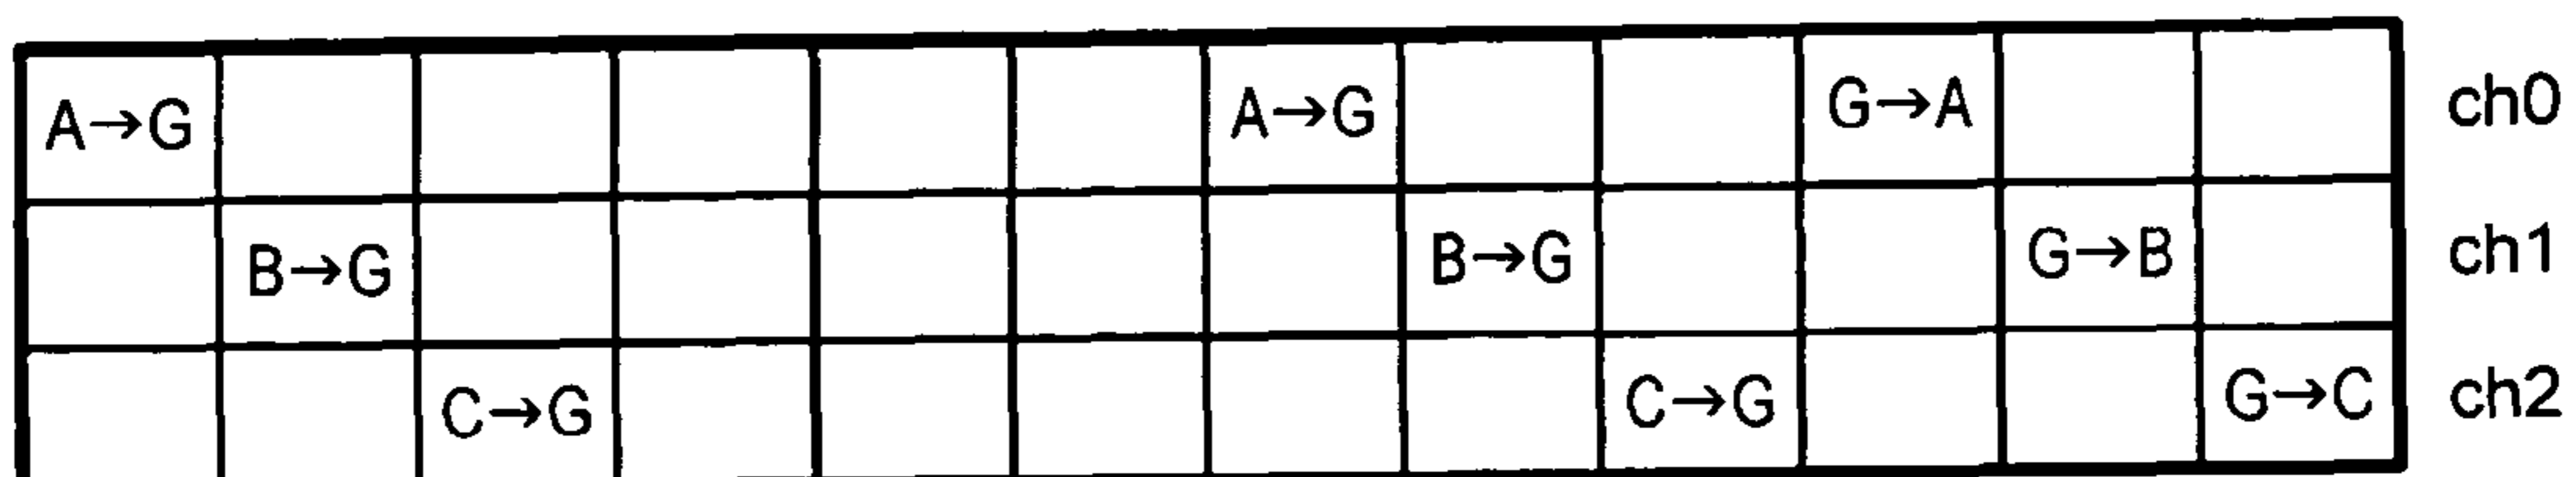 A→G A→G G→A ch0
B→G B→G G→B ch1
C→G C→G G→C ch2